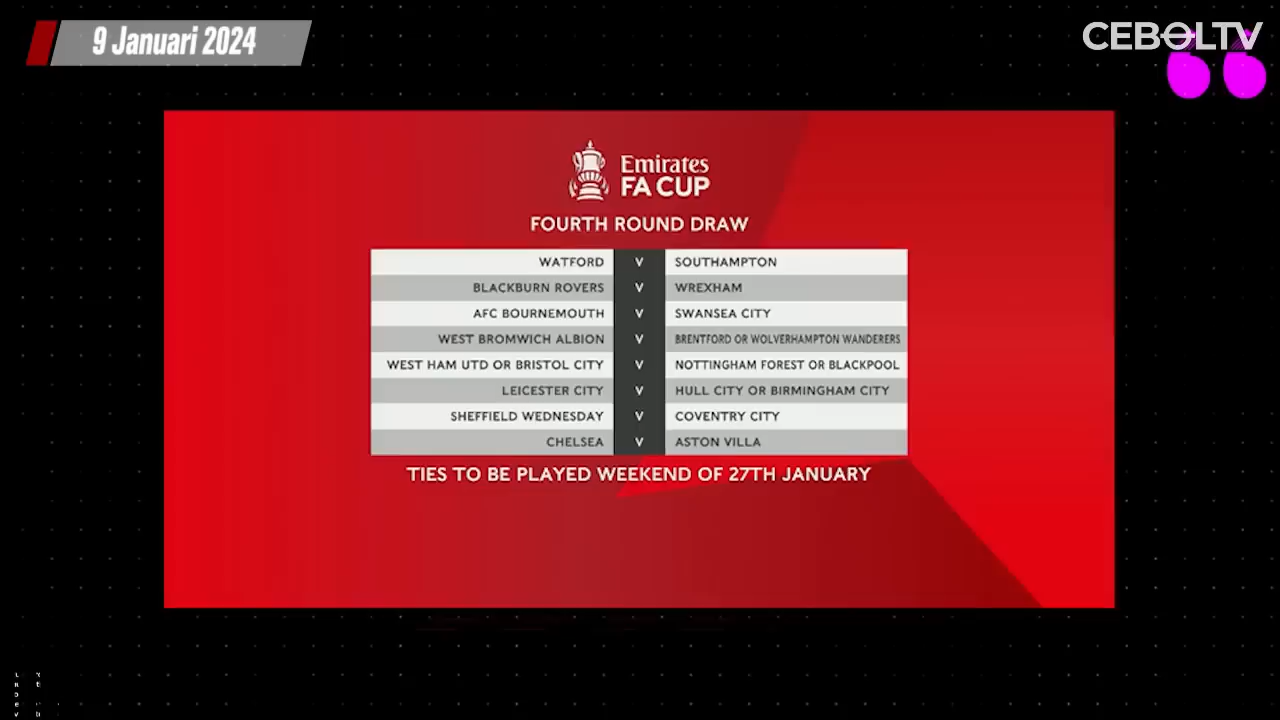 9 Januari 2024
CEBOLTV
Emirates
FA CUP
FOURTH ROUND DRAW
WATFORD V SOUTHAMPTON
BLACKBURN ROVERS V WREXHAM
AFC BOURNEMOUTH V SWANSEA CITY
WEST BROMWICH ALBION V BRENTFORD OR WOLVERHAMPTON WANDERERS
WEST HAM UTD OR BRISTOL CITY V NOTTINGHAM FOREST OR BLACKPOOL
LEICESTER CITY V HULL CITY OR BIRMINGHAM CITY
SHEFFIELD WEDNESDAY V COVENTRY CITY
CHELSEA V ASTON VILLA
TIES TO BE PLAYED WEEKEND OF 27TH JANUARY